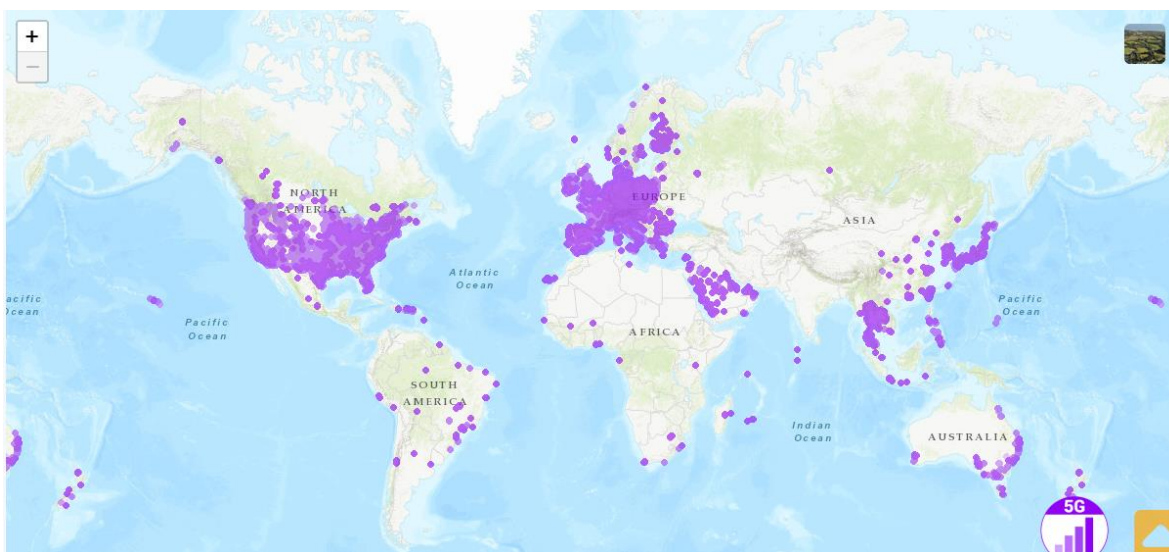 +
−
NORTH
AMERICA
EUROPE
ASIA
Atlantic
Ocean
acific
Ocean
Pacific
Ocean
Pacific
Ocean
AFRICA
SOUTH
AMERICA
Indian
Ocean
AUSTRALIA
5G